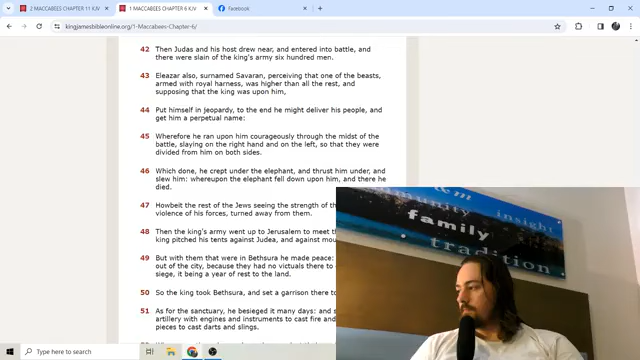 2 MACCABEES CHAPTER 11 KJV
1 MACCABEES CHAPTER 6 KJV
Facebook
kingjamesbibleonline.org/1-Maccabees-Chapter-6/
42 Then Judas and his host drew near, and entered into battle, and
there were slain of the king's army six hundred men.
43 Eleazar also, surnamed Savaran, perceiving that one of the beasts,
armed with royal harness, was higher than all the rest, and
supposing that the king was upon him,
44 Put himself in jeopardy, to the end he might deliver his people, and
get him a perpetual name:
45 Wherefore he ran upon him courageously through the midst of the
battle, slaying on the right hand and on the left, so that they were
divided from him on both sides.
46 Which done, he crept under the elephant, and thrust him under, and
slew him: whereupon the elephant fell down upon him, and there he
died.
47 Howbeit the rest of the Jews seeing the strength of the
violence of his forces, turned away from them.
48 Then the king's army went up to Jerusalem to meet
king pitched his tents against Judea, and against
49 But with them that were in Bethsura he made peace:
out of the city, because they had no victuals there to
siege, it being a year of rest to the land.
50 So the king took Bethsura, and set a garrison there
51 As for the sanctuary, he besieged it many days: and
artillery with engines and instruments to cast fire and
pieces to cast darts and slings.
community
insight
family
tradition
Type here to search